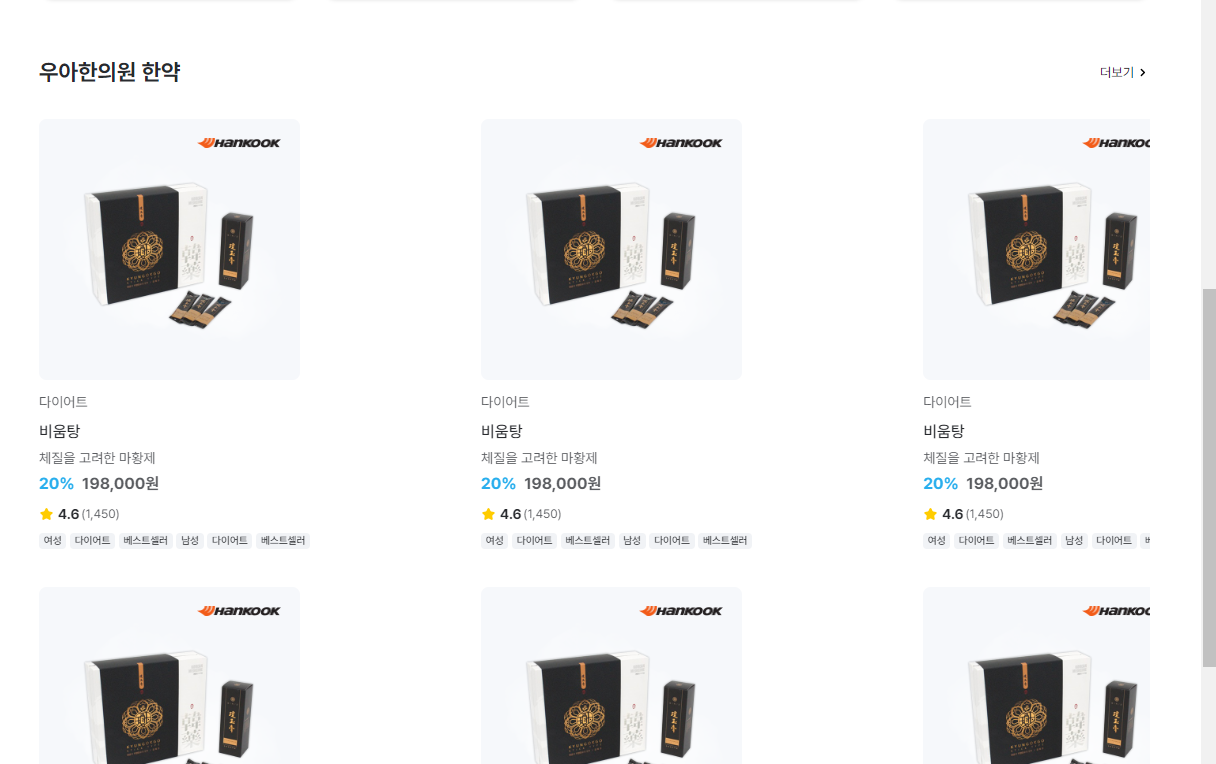 우아한의원 한약
더보기
HANKOOK
HANKOOK
HANKOO
다이어트
다이어트
다이어트
비움탕
비움탕
비움탕
체질을 고려한 마황제
체질을 고려한 마황제
체질을 고려한 마황제
20% 198,000원
20% 198,000원
20% 198,000원
4.6 (1,450)
4.6 (1,450)
4.6 (1,450)
여성 다이어트 베스트셀러 남성 다이어트 베스트셀러
여성 다이어트 베스트셀러 남성 다이어트 베스트셀러
여성 다이어트 베스트셀러 남성 다이어트
HANKOOK
HANKOOK
HANKOO